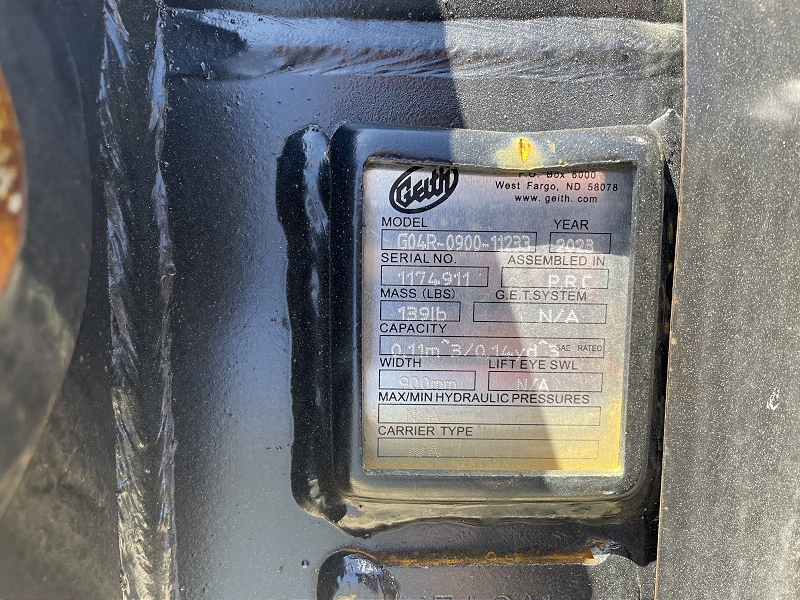 Geith
P.O. Box 6000
West Fargo, ND 58078
www.geith.com
MODEL YEAR
G04R-0900-11233 2023
SERIAL NO. ASSEMBLED IN
1174911 P.R.C
MASS (LBS) G.E.T.SYSTEM
139lb N/A
CAPACITY
0.11m^3/0.14yd^3 SAE RATED
WIDTH LIFT EYE SWL
900mm N/A
MAX/MIN HYDRAULIC PRESSURES
CARRIER TYPE